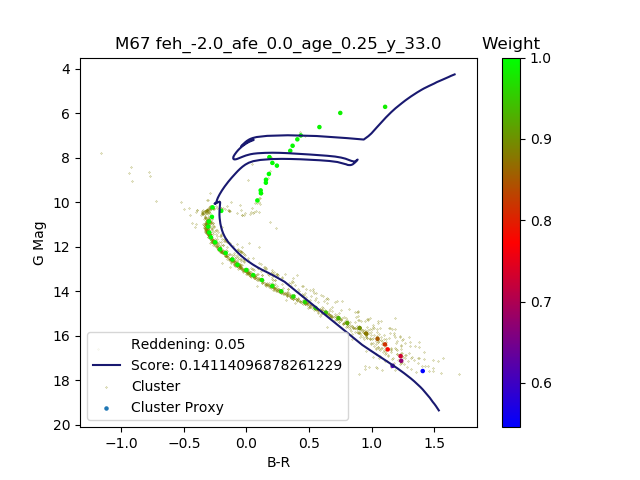 M67 feh_-2.0_afe_0.0_age_0.25_y_33.0
Weight
4
6
8
10
12
14
16
18
20
G Mag
−1.0
−0.5
0.0
0.5
1.0
1.5
B-R
Reddening: 0.05
Score: 0.14114096878261229
Cluster
Cluster Proxy
1.0
0.9
0.8
0.7
0.6